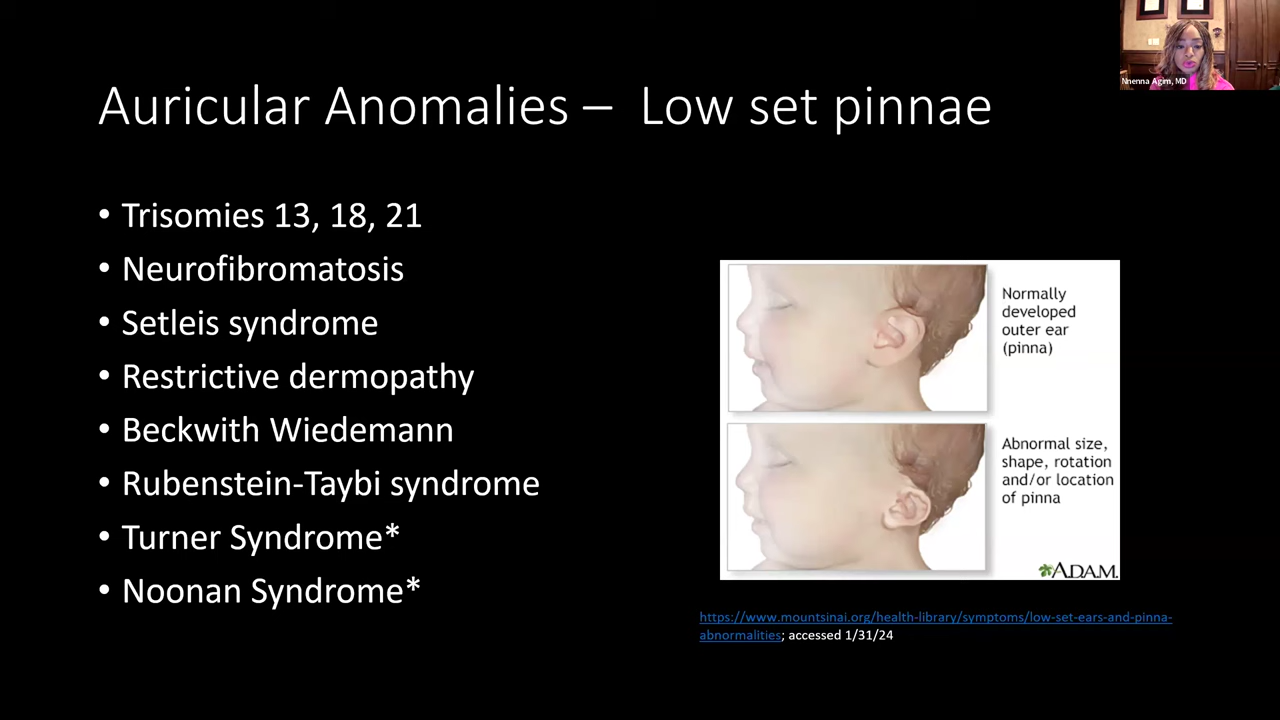 Nnenna Agim, MD
Auricular Anomalies – Low set pinnae
• Trisomies 13, 18, 21
• Neurofibromatosis
• Setleis syndrome
• Restrictive dermopathy
• Beckwith Wiedemann
• Rubenstein-Taybi syndrome
• Turner Syndrome*
• Noonan Syndrome*
Normally
developed
outer ear
(pinna)
Abnormal size,
shape, rotation
and/or location
of pinna
A.D.A.M.
https://www.mountsinai.org/health-library/symptoms/low-set-ears-and-pinna-
abnormalities; accessed 1/31/24